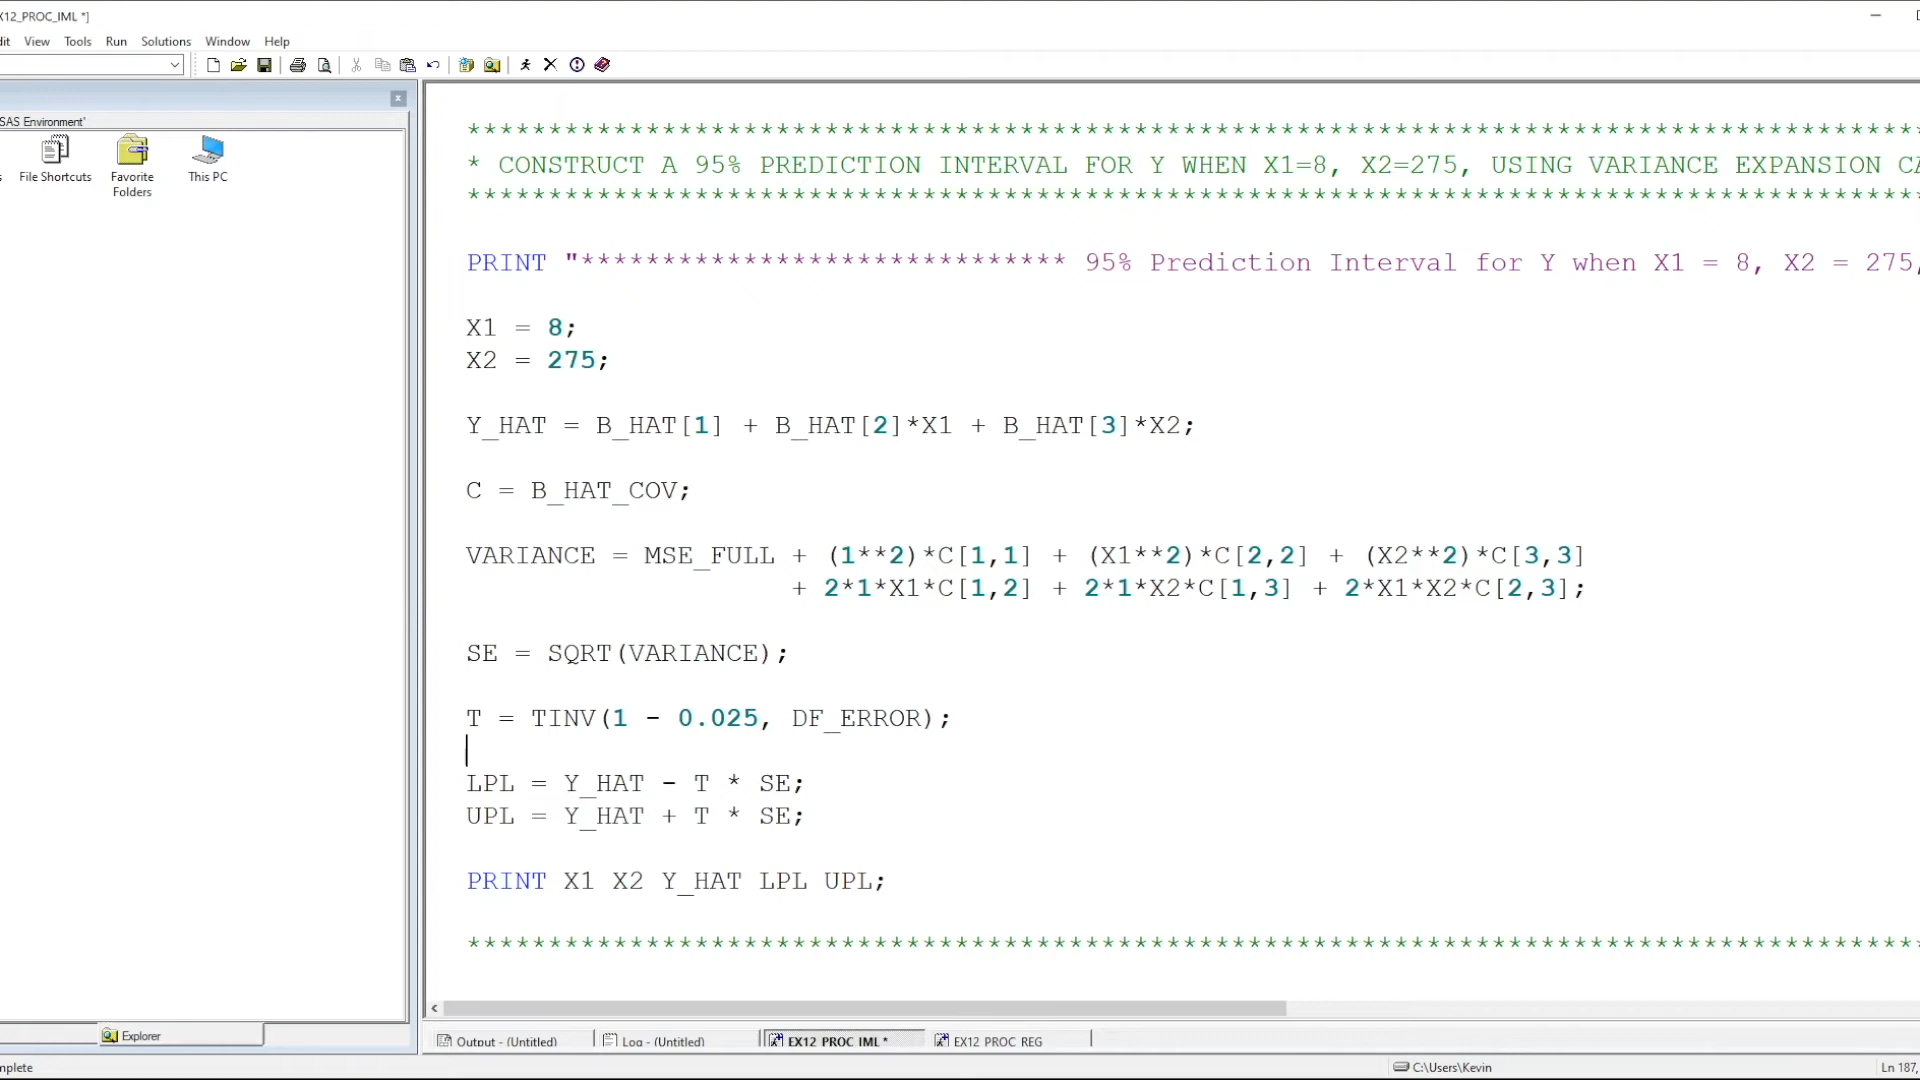 X12_PROC_IML *]
dit View Tools Run Solutions Window Help
SAS Environment'
File Shortcuts
Favorite Folders
This PC
* CONSTRUCT A 95% PREDICTION INTERVAL FOR Y WHEN X1=8, X2=275, USING VARIANCE EXPANSION CA
PRINT "****************************** 95% Prediction Interval for Y when X1 = 8, X2 = 275,
X1 = 8;
X2 = 275;
Y_HAT = B_HAT[1] + B_HAT[2]*X1 + B_HAT[3]*X2;
C = B_HAT_COV;
VARIANCE = MSE_FULL + (1**2)*C[1,1] + (X1**2)*C[2,2] + (X2**2)*C[3,3]
+ 2*1*X1*C[1,2] + 2*1*X2*C[1,3] + 2*X1*X2*C[2,3];
SE = SQRT(VARIANCE);
T = TINV(1 - 0.025, DF_ERROR);
LPL = Y_HAT - T * SE;
UPL = Y_HAT + T * SE;
PRINT X1 X2 Y_HAT LPL UPL;
Explorer
Output - (Untitled) Log - (Untitled) EX12 PROC IML * EX12 PROC REG
mplete C:\Users\Kevin Ln 187,